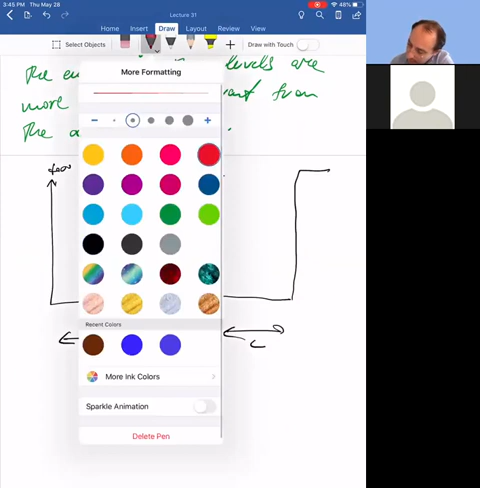 3:45 PM Thu May 28
48%
Lecture 31
Home Insert Draw Layout Review View
Select Objects
Draw with Touch
The levels are
more from
The
More Formatting
Recent Colors
More Ink Colors
Sparkle Animation
Delete Pen
L